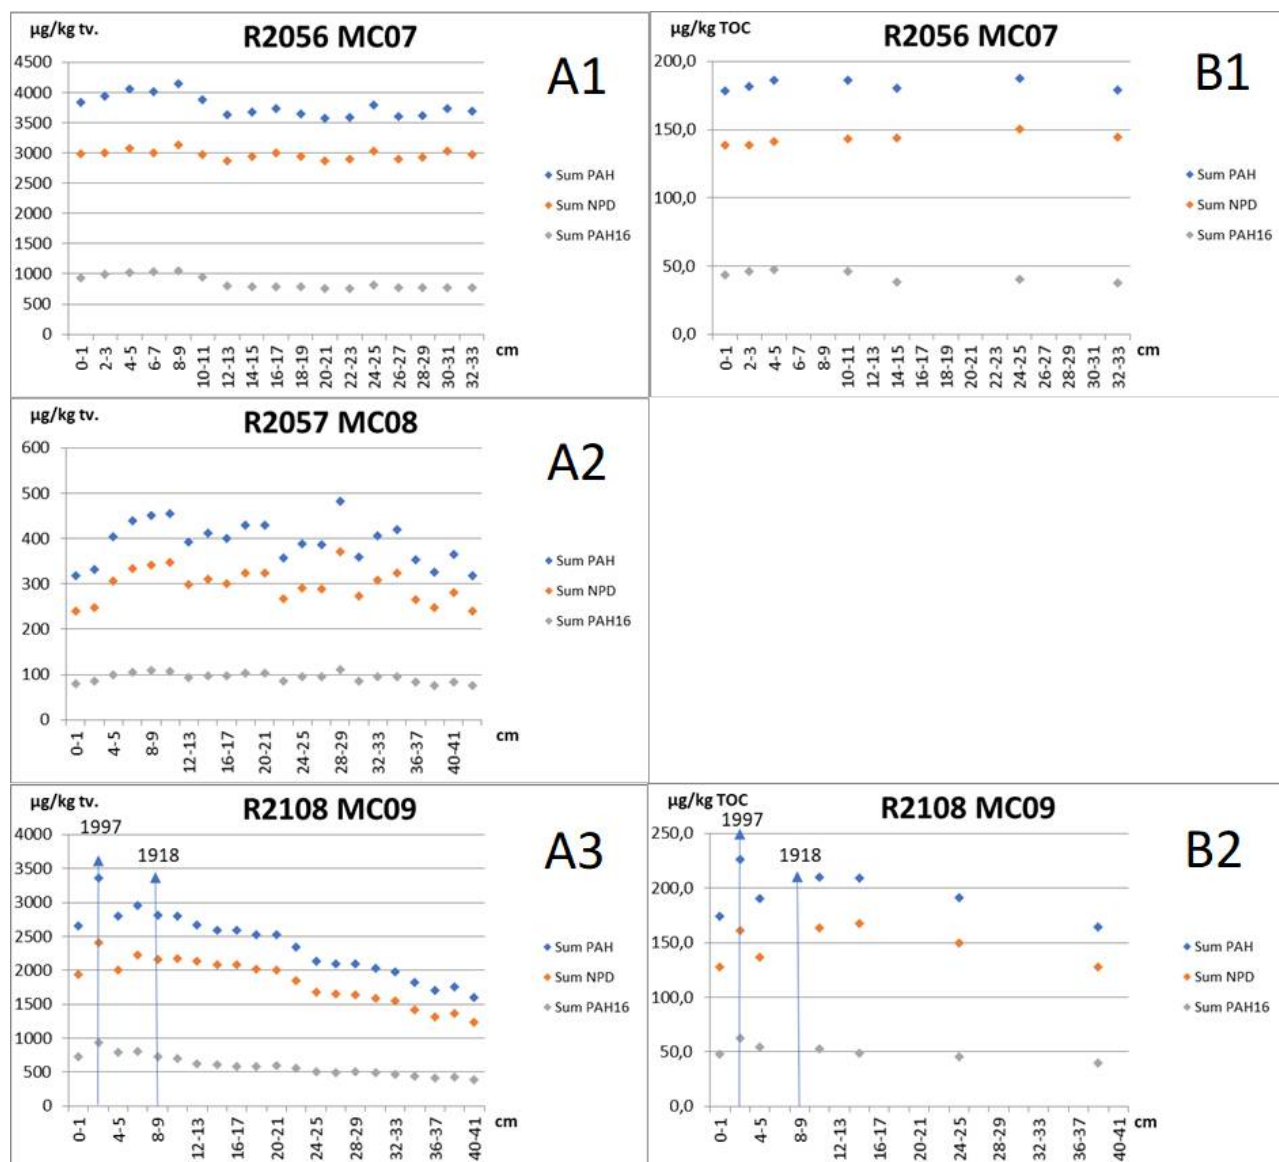 µg/kg tv.
R2056 MC07
A1
4500
4000
3500
3000
2500
2000
1500
1000
500
0
Sum PAH
Sum NPD
Sum PAH16
0-1 2-3 4-5 6-7 8-9 10-11 12-13 14-15 16-17 18-19 20-21 22-23 24-25 26-27 28-29 30-31 32-33 cm
µg/kg TOC
R2056 MC07
B1
200,0
150,0
100,0
50,0
0,0
Sum PAH
Sum NPD
Sum PAH16
0-1 2-3 4-5 6-7 8-9 10-11 12-13 14-15 16-17 18-19 20-21 22-23 24-25 26-27 28-29 30-31 32-33 cm
µg/kg tv.
R2057 MC08
A2
600
500
400
300
200
100
0
Sum PAH
Sum NPD
Sum PAH16
0-1 4-5 8-9 12-13 16-17 20-21 24-25 28-29 32-33 36-37 40-41 cm
µg/kg tv.
R2108 MC09
A3
1997
1918
4000
3500
3000
2500
2000
1500
1000
500
0
Sum PAH
Sum NPD
Sum PAH16
0-1 4-5 8-9 12-13 16-17 20-21 24-25 28-29 32-33 36-37 40-41 cm
µg/kg TOC
R2108 MC09
B2
1997
1918
250,0
200,0
150,0
100,0
50,0
0,0
Sum PAH
Sum NPD
Sum PAH16
0-1 4-5 8-9 12-13 16-17 20-21 24-25 28-29 32-33 36-37 40-41 cm